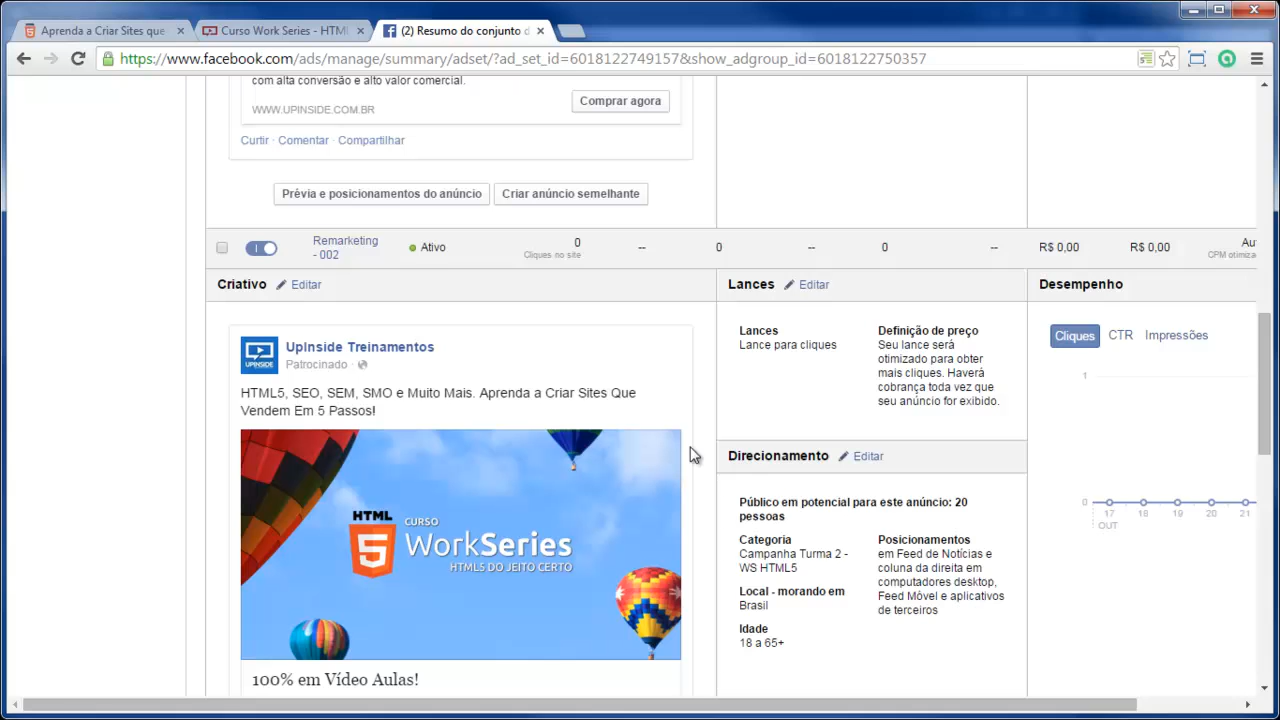 Aprenda a Criar Sites que
Curso Work Series - HTML
(2) Resumo do conjunto d
https://www.facebook.com/ads/manage/summary/adset/?ad_set_id=6018122749157&show_adgroup_id=6018122750357
com alta conversão e alto valor comercial.
WWW.UPINSIDE.COM.BR
Comprar agora
Curtir · Comentar · Compartilhar
Prévia e posicionamentos do anúncio
Criar anúncio semelhante
Remarketing
- 002
Ativo
0
Cliques no site
--
0
--
0
--
R$ 0,00
R$ 0,00
Au
CPM otimiza
Criativo
Editar
Lances
Editar
Desempenho
UpInside Treinamentos
Patrocinado ·
HTML5, SEO, SEM, SMO e Muito Mais. Aprenda a Criar Sites Que
Vendem Em 5 Passos!
HTML
5
CURSO
WorkSeries
HTML5 DO JEITO CERTO
100% em Vídeo Aulas!
Lances
Lance para cliques
Definição de preço
Seu lance será
otimizado para obter
mais cliques. Haverá
cobrança toda vez que
seu anúncio for exibido.
Direcionamento
Editar
Público em potencial para este anúncio: 20
pessoas
Categoria
Campanha Turma 2 -
WS HTML5
Local - morando em
Brasil
Idade
18 a 65+
Posicionamentos
em Feed de Notícias e
coluna da direita em
computadores desktop,
Feed Móvel e aplicativos
de terceiros
Cliques
CTR
Impressões
1
0
17 18 19 20 21
OUT